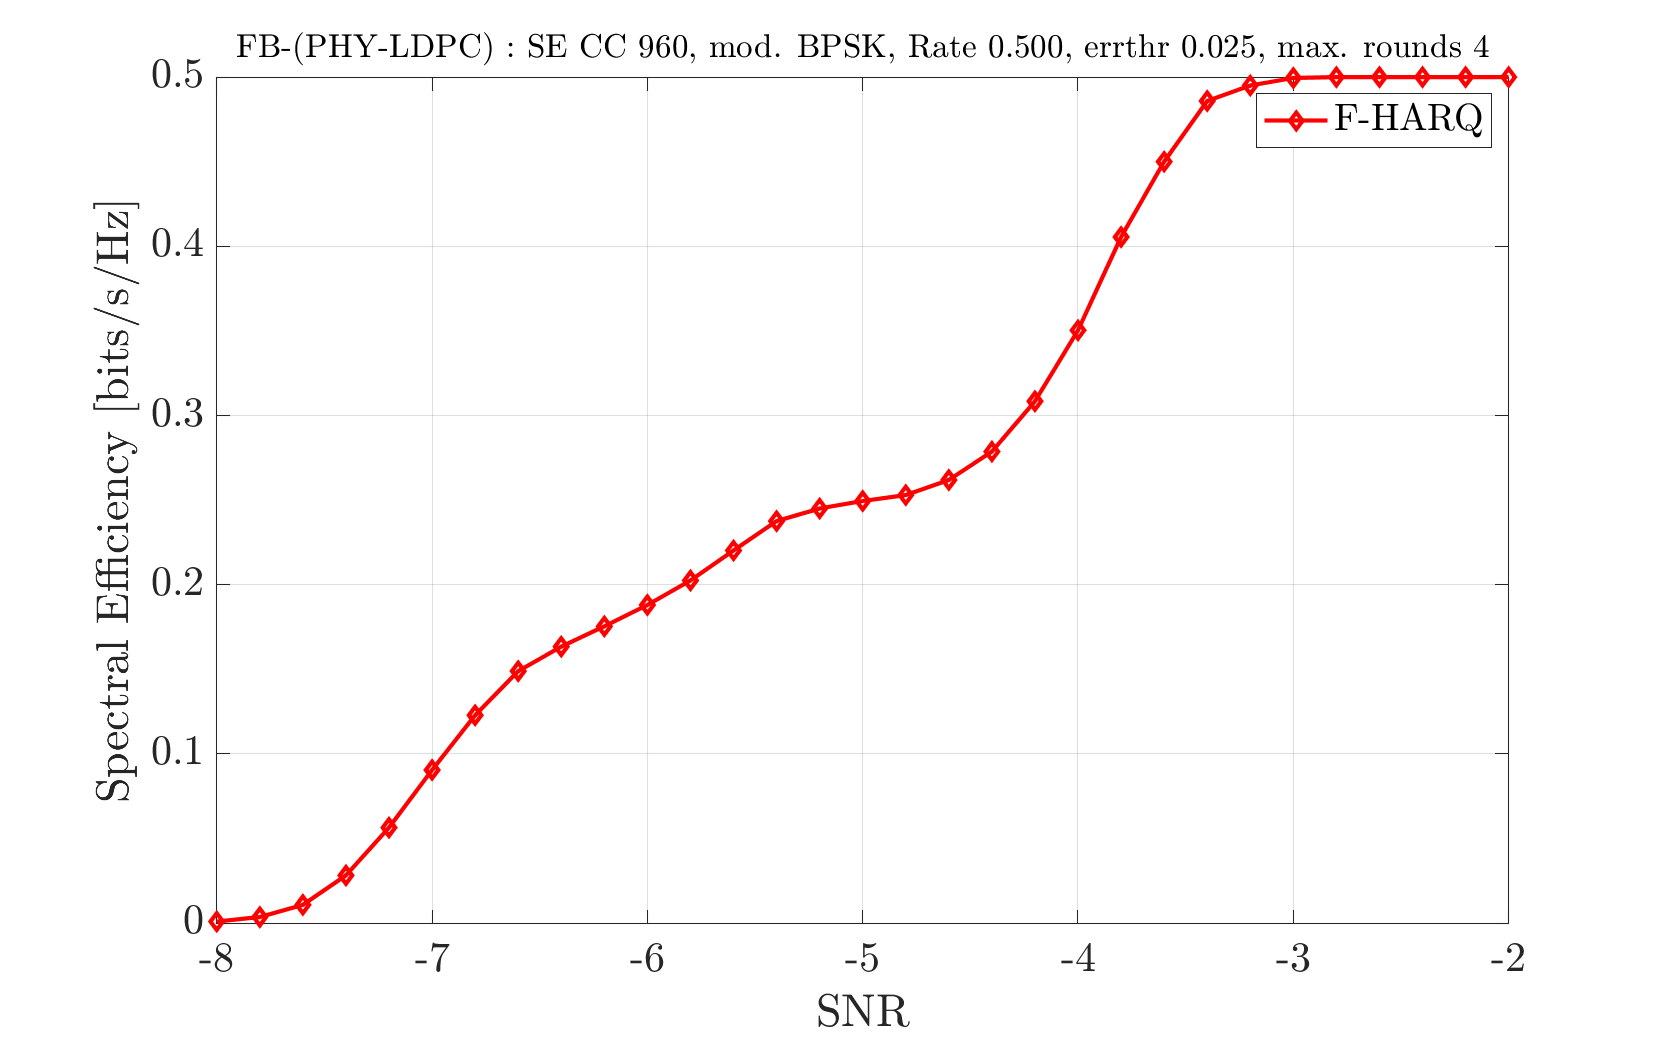 FB-(PHY-LDPC) : SE CC 960, mod. BPSK, Rate 0.500, errthr 0.025, max. rounds 4
F-HARQ
Spectral Efficiency [bits/s/Hz]
0.5
0.4
0.3
0.2
0.1
0
-8 -7 -6 -5 -4 -3 -2
SNR